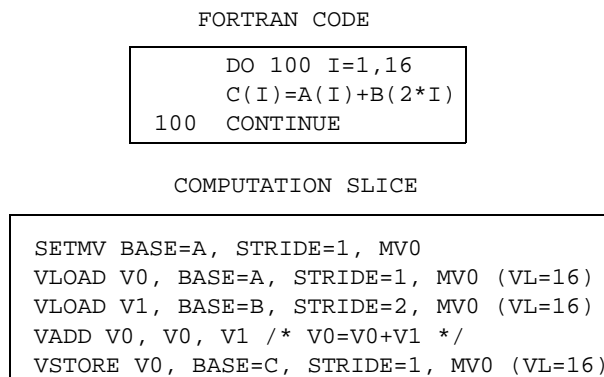 FORTRAN CODE
DO 100 I=1,16
C(I)=A(I)+B(2*I)
100 CONTINUE
COMPUTATION SLICE
SETMV BASE=A, STRIDE=1, MV0
VLOAD V0, BASE=A, STRIDE=1, MV0 (VL=16)
VLOAD V1, BASE=B, STRIDE=2, MV0 (VL=16)
VADD V0, V0, V1 /* V0=V0+V1 */
VSTORE V0, BASE=C, STRIDE=1, MV0 (VL=16)